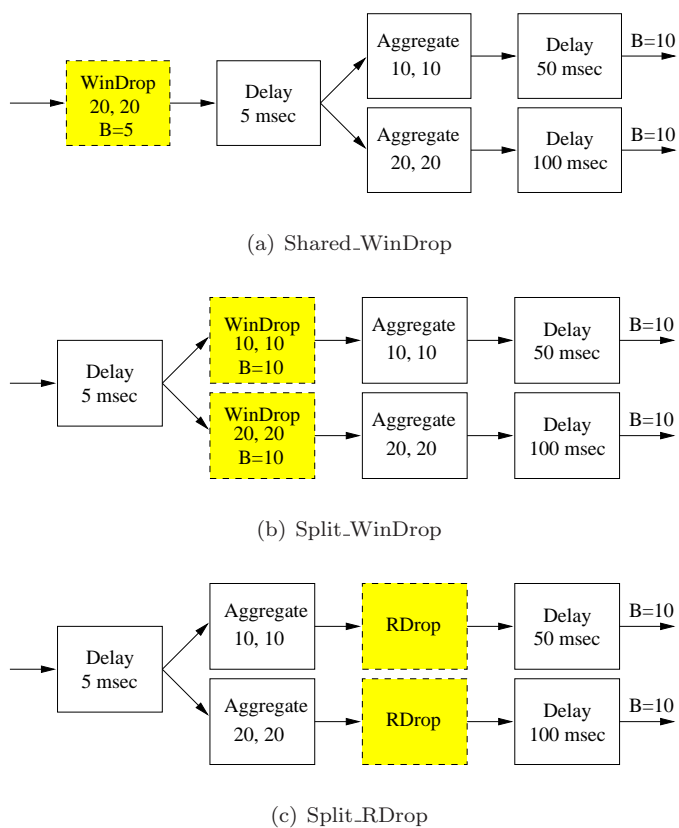 WinDrop
20, 20
B=5
Delay
5 msec
Aggregate
10, 10
Delay
50 msec
B=10
Aggregate
20, 20
Delay
100 msec
B=10
(a) Shared_WinDrop
Delay
5 msec
WinDrop
10, 10
B=10
Aggregate
10, 10
Delay
50 msec
B=10
WinDrop
20, 20
B=10
Aggregate
20, 20
Delay
100 msec
B=10
(b) Split_WinDrop
Delay
5 msec
Aggregate
10, 10
RDrop
Delay
50 msec
B=10
Aggregate
20, 20
RDrop
Delay
100 msec
B=10
(c) Split_RDrop